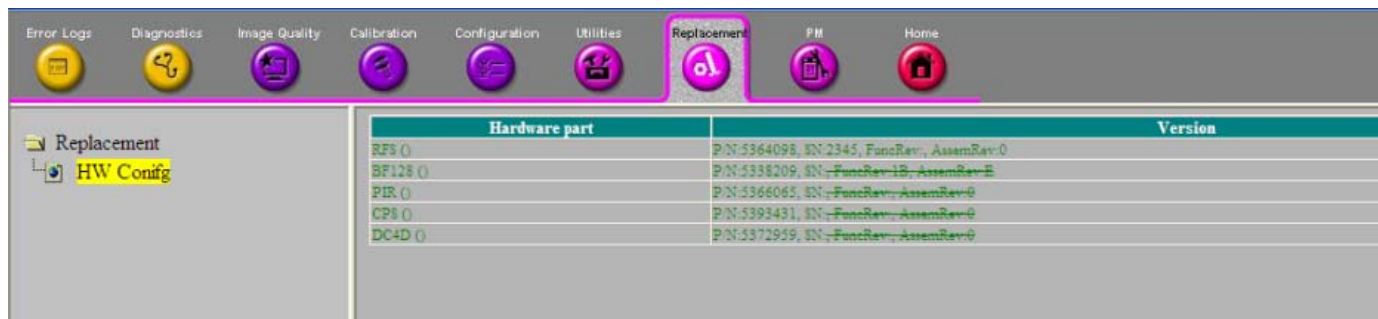 Error Logs Diagnostics Image Quality Calibration Configuration Utilities Replacement PM Home
Replacement
HW Conifg
Hardware part Version
RFS () P/N:5364098, SN:2345, FuncRev:, AssemRev:0
BF128 () P/N:5338209, SN:, FuncRev:1B, AssemRev:E
PIR () P/N:5366065, SN:, FuncRev:, AssemRev:0
CPS () P/N:5393431, SN:, FuncRev:, AssemRev:0
DC4D () P/N:5372959, SN:, FuncRev:, AssemRev:0